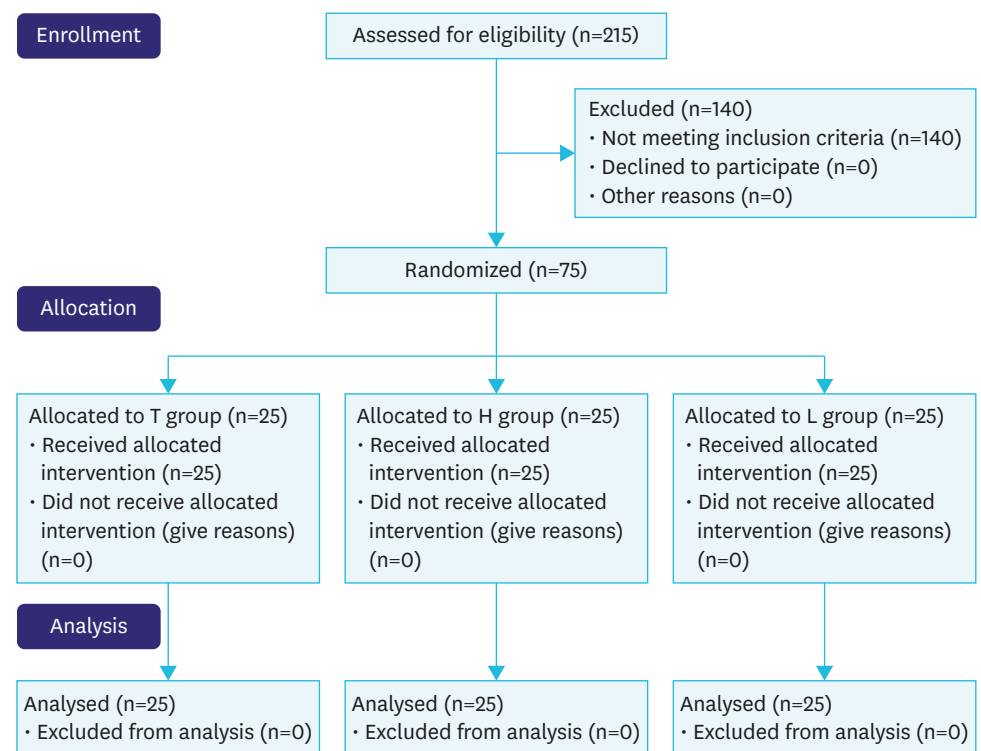 Enrollment
Assessed for eligibility (n=215)
Excluded (n=140)
· Not meeting inclusion criteria (n=140)
· Declined to participate (n=0)
· Other reasons (n=0)
Randomized (n=75)
Allocation
Allocated to T group (n=25)
· Received allocated
intervention (n=25)
· Did not receive allocated
intervention (give reasons)
(n=0)
Allocated to H group (n=25)
· Received allocated
intervention (n=25)
· Did not receive allocated
intervention (give reasons)
(n=0)
Allocated to L group (n=25)
· Received allocated
intervention (n=25)
· Did not receive allocated
intervention (give reasons)
(n=0)
Analysis
Analysed (n=25)
· Excluded from analysis (n=0)
Analysed (n=25)
· Excluded from analysis (n=0)
Analysed (n=25)
· Excluded from analysis (n=0)